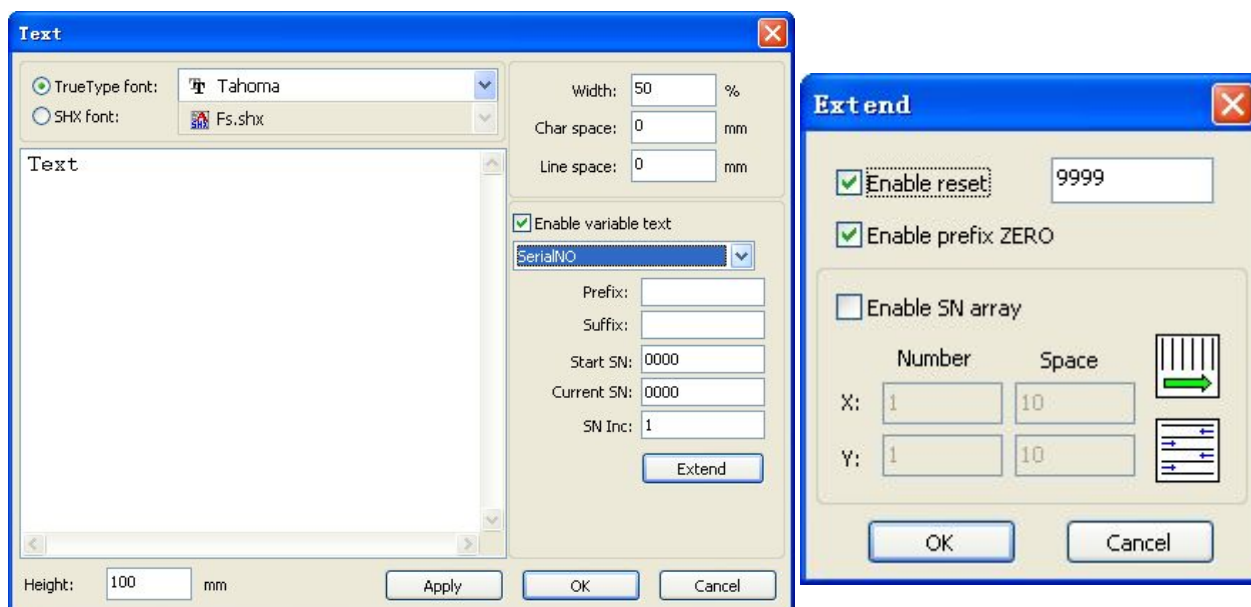 Text
TrueType font: Tahoma
SHX font: Fs.shx
Text
Width: 50 %
Char space: 0 mm
Line space: 0 mm
Enable variable text
SerialNO
Prefix:
Suffix:
Start SN: 0000
Current SN: 0000
SN Inc: 1
Extend
Height: 100 mm
Apply OK Cancel
Extend
Enable reset 9999
Enable prefix ZERO
Enable SN array
Number Space
X: 1 10
Y: 1 10
OK Cancel